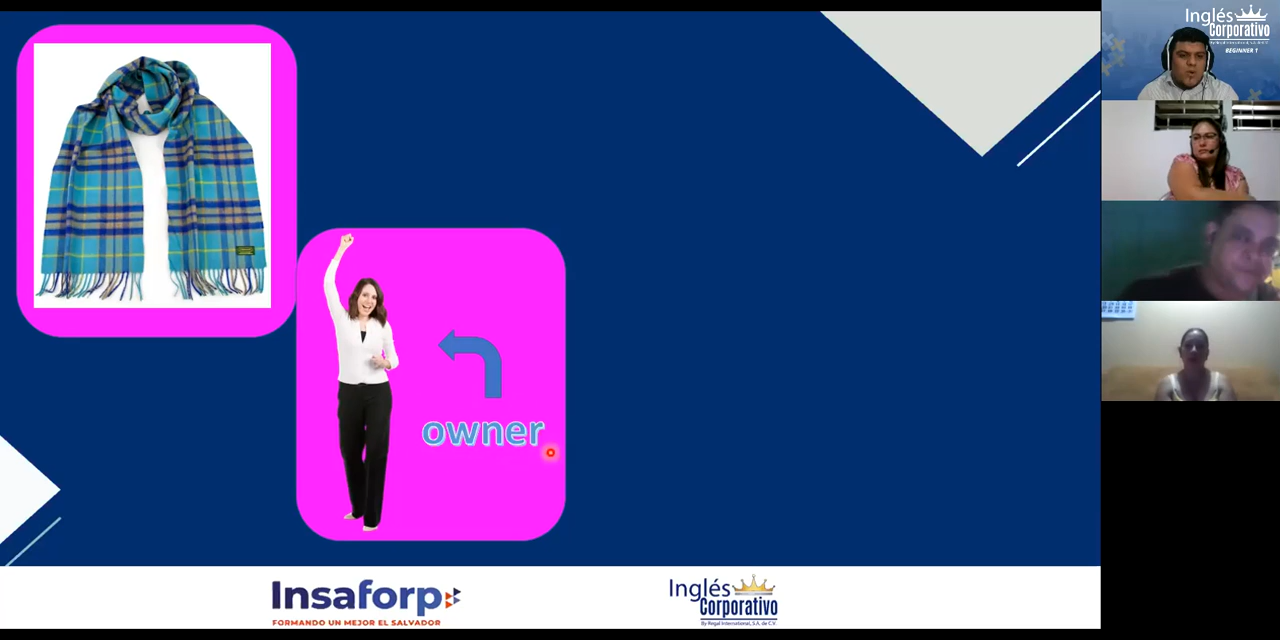 owner
Insaforp
FORMANDO UN MEJOR EL SALVADOR
Inglés
Corporativo
By Regal International, S.A. de C.V.
Inglés
Corporativo
BEGINNER 1